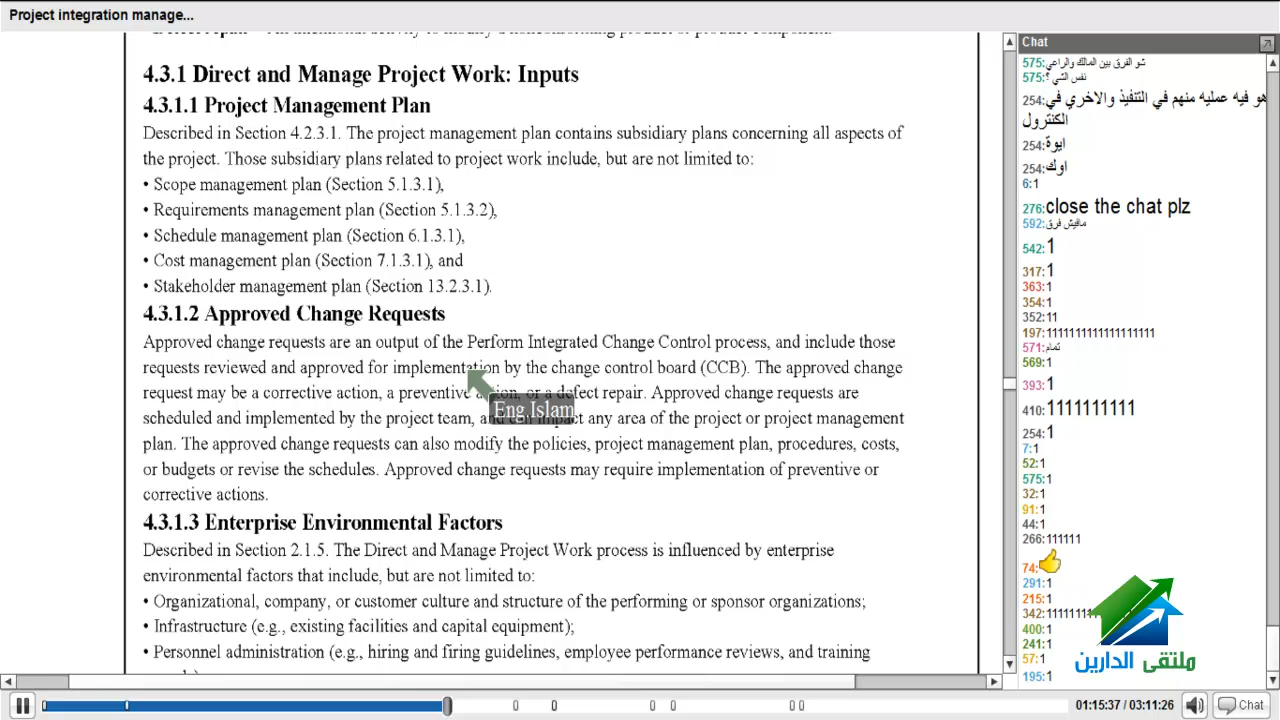 Project integration manage...
4.3.1 Direct and Manage Project Work: Inputs
4.3.1.1 Project Management Plan
Described in Section 4.2.3.1. The project management plan contains subsidiary plans concerning all aspects of
the project. Those subsidiary plans related to project work include, but are not limited to:
• Scope management plan (Section 5.1.3.1),
• Requirements management plan (Section 5.1.3.2),
• Schedule management plan (Section 6.1.3.1),
• Cost management plan (Section 7.1.3.1), and
• Stakeholder management plan (Section 13.2.3.1).
4.3.1.2 Approved Change Requests
Approved change requests are an output of the Perform Integrated Change Control process, and include those
requests reviewed and approved for implementation by the change control board (CCB). The approved change
request may be a corrective action, a preventive action, or a defect repair. Approved change requests are
scheduled and implemented by the project team, and can impact any area of the project or project management
plan. The approved change requests can also modify the policies, project management plan, procedures, costs,
or budgets or revise the schedules. Approved change requests may require implementation of preventive or
corrective actions.
Eng.Islam
4.3.1.3 Enterprise Environmental Factors
Described in Section 2.1.5. The Direct and Manage Project Work process is influenced by enterprise
environmental factors that include, but are not limited to:
• Organizational, company, or customer culture and structure of the performing or sponsor organizations;
• Infrastructure (e.g., existing facilities and capital equipment);
• Personnel administration (e.g., hiring and firing guidelines, employee performance reviews, and training
Chat
575: شو الفرق بين المالك والراعي
575: نفس الشي ؟
254: هو فيه عمليه منهم في التنفيذ والاخري في
الكنترول
254: ايوة
254: اوك
6:1
276:close the chat plz
592: مافيش فرق
542:1
317:1
363:1
354:1
352:11
197:111111111111111111
571: تمام
569:1
393:1
410:1111111111
254:1
7:1
52:1
575:1
32:1
91:1
44:1
266:111111
74:
291:1
215:1
400:1
241:1
57:1
195:1
ملتقى الدارين
01:15:37 / 03:11:26
Chat